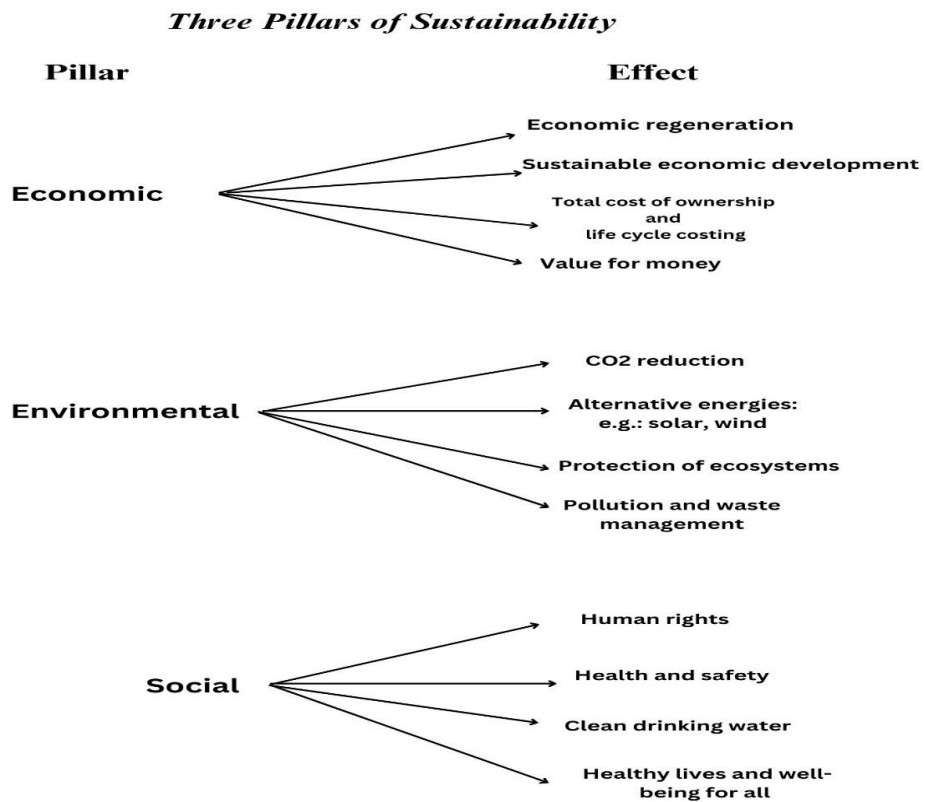 Three Pillars of Sustainability
Pillar
Effect
Economic
Economic regeneration
Sustainable economic development
Total cost of ownership
and
life cycle costing
Value for money
Environmental
CO2 reduction
Alternative energies:
e.g.: solar, wind
Protection of ecosystems
Pollution and waste
management
Social
Human rights
Health and safety
Clean drinking water
Healthy lives and well-
being for all